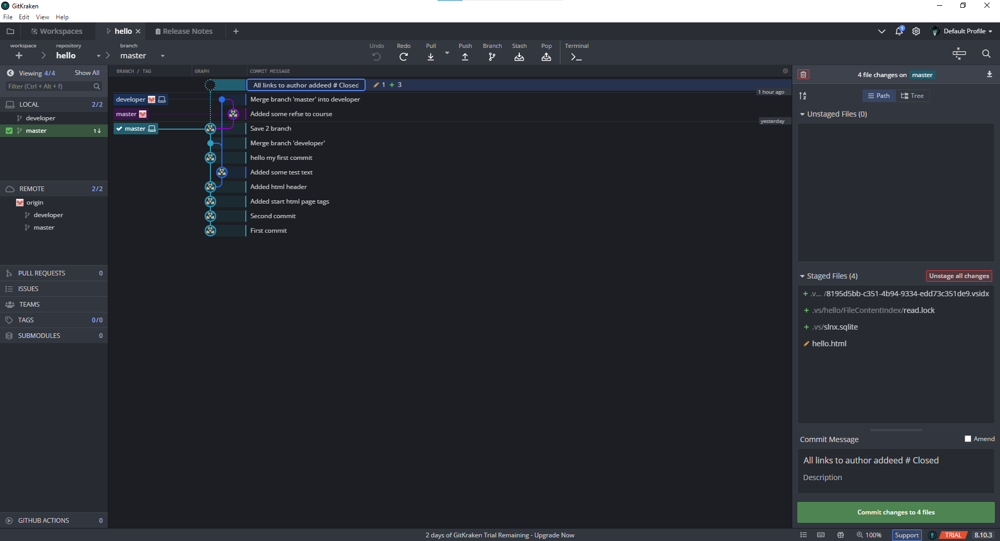 GitKraken
File Edit View Help
Workspaces hello Release Notes Default Profile
1
workspace repository branch
hello master
Undo Redo Pull Push Branch Stash Pop Terminal
Viewing 4/4 Show All
Filter (Ctrl + Alt + f)
LOCAL 2/2
developer
master 1↓
REMOTE 2/2
origin
developer
master
PULL REQUESTS 0
ISSUES
TEAMS
TAGS 0/0
SUBMODULES 0
GITHUB ACTIONS 0
BRANCH / TAG GRAPH COMMIT MESSAGE
All links to author addeed # Closed 1 + 3
1 hour ago
developer Merge branch 'master' into developer
master Added some refse to course
yesterday
master Save 2 branch
Merge branch 'developer'
hello my first commit
Added some test text
Added html header
Added start html page tags
Second commit
First commit
4 file changes on master
Path Tree
Unstaged Files (0)
Staged Files (4) Unstage all changes
+ .v... /8195d5bb-c351-4b94-9334-edd73c351de9.vsidx
+ .vs/hello/FileContentIndex/read.lock
+ .vs/slnx.sqlite
hello.html
Commit Message Amend
All links to author addeed # Closed
Description
Commit changes to 4 files
2 days of GitKraken Trial Remaining - Upgrade Now 100% Support TRIAL 8.10.3